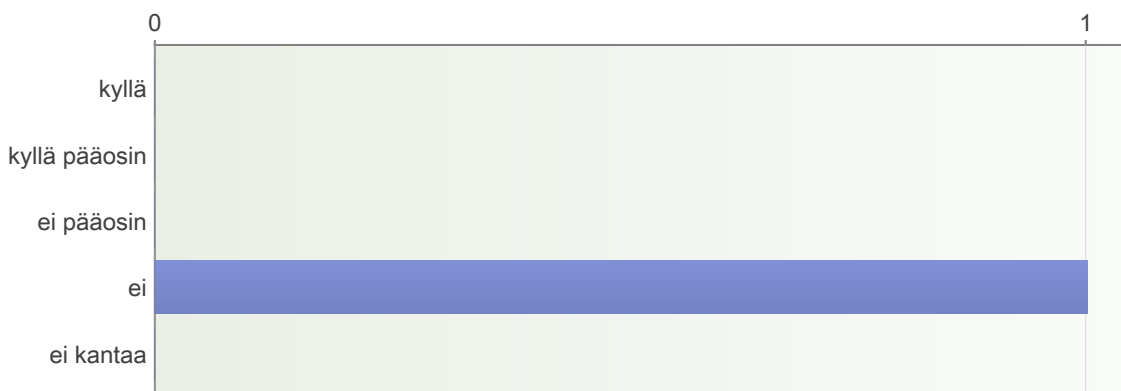 0 1
kyllä
kyllä pääosin
ei pääosin
ei
ei kantaa